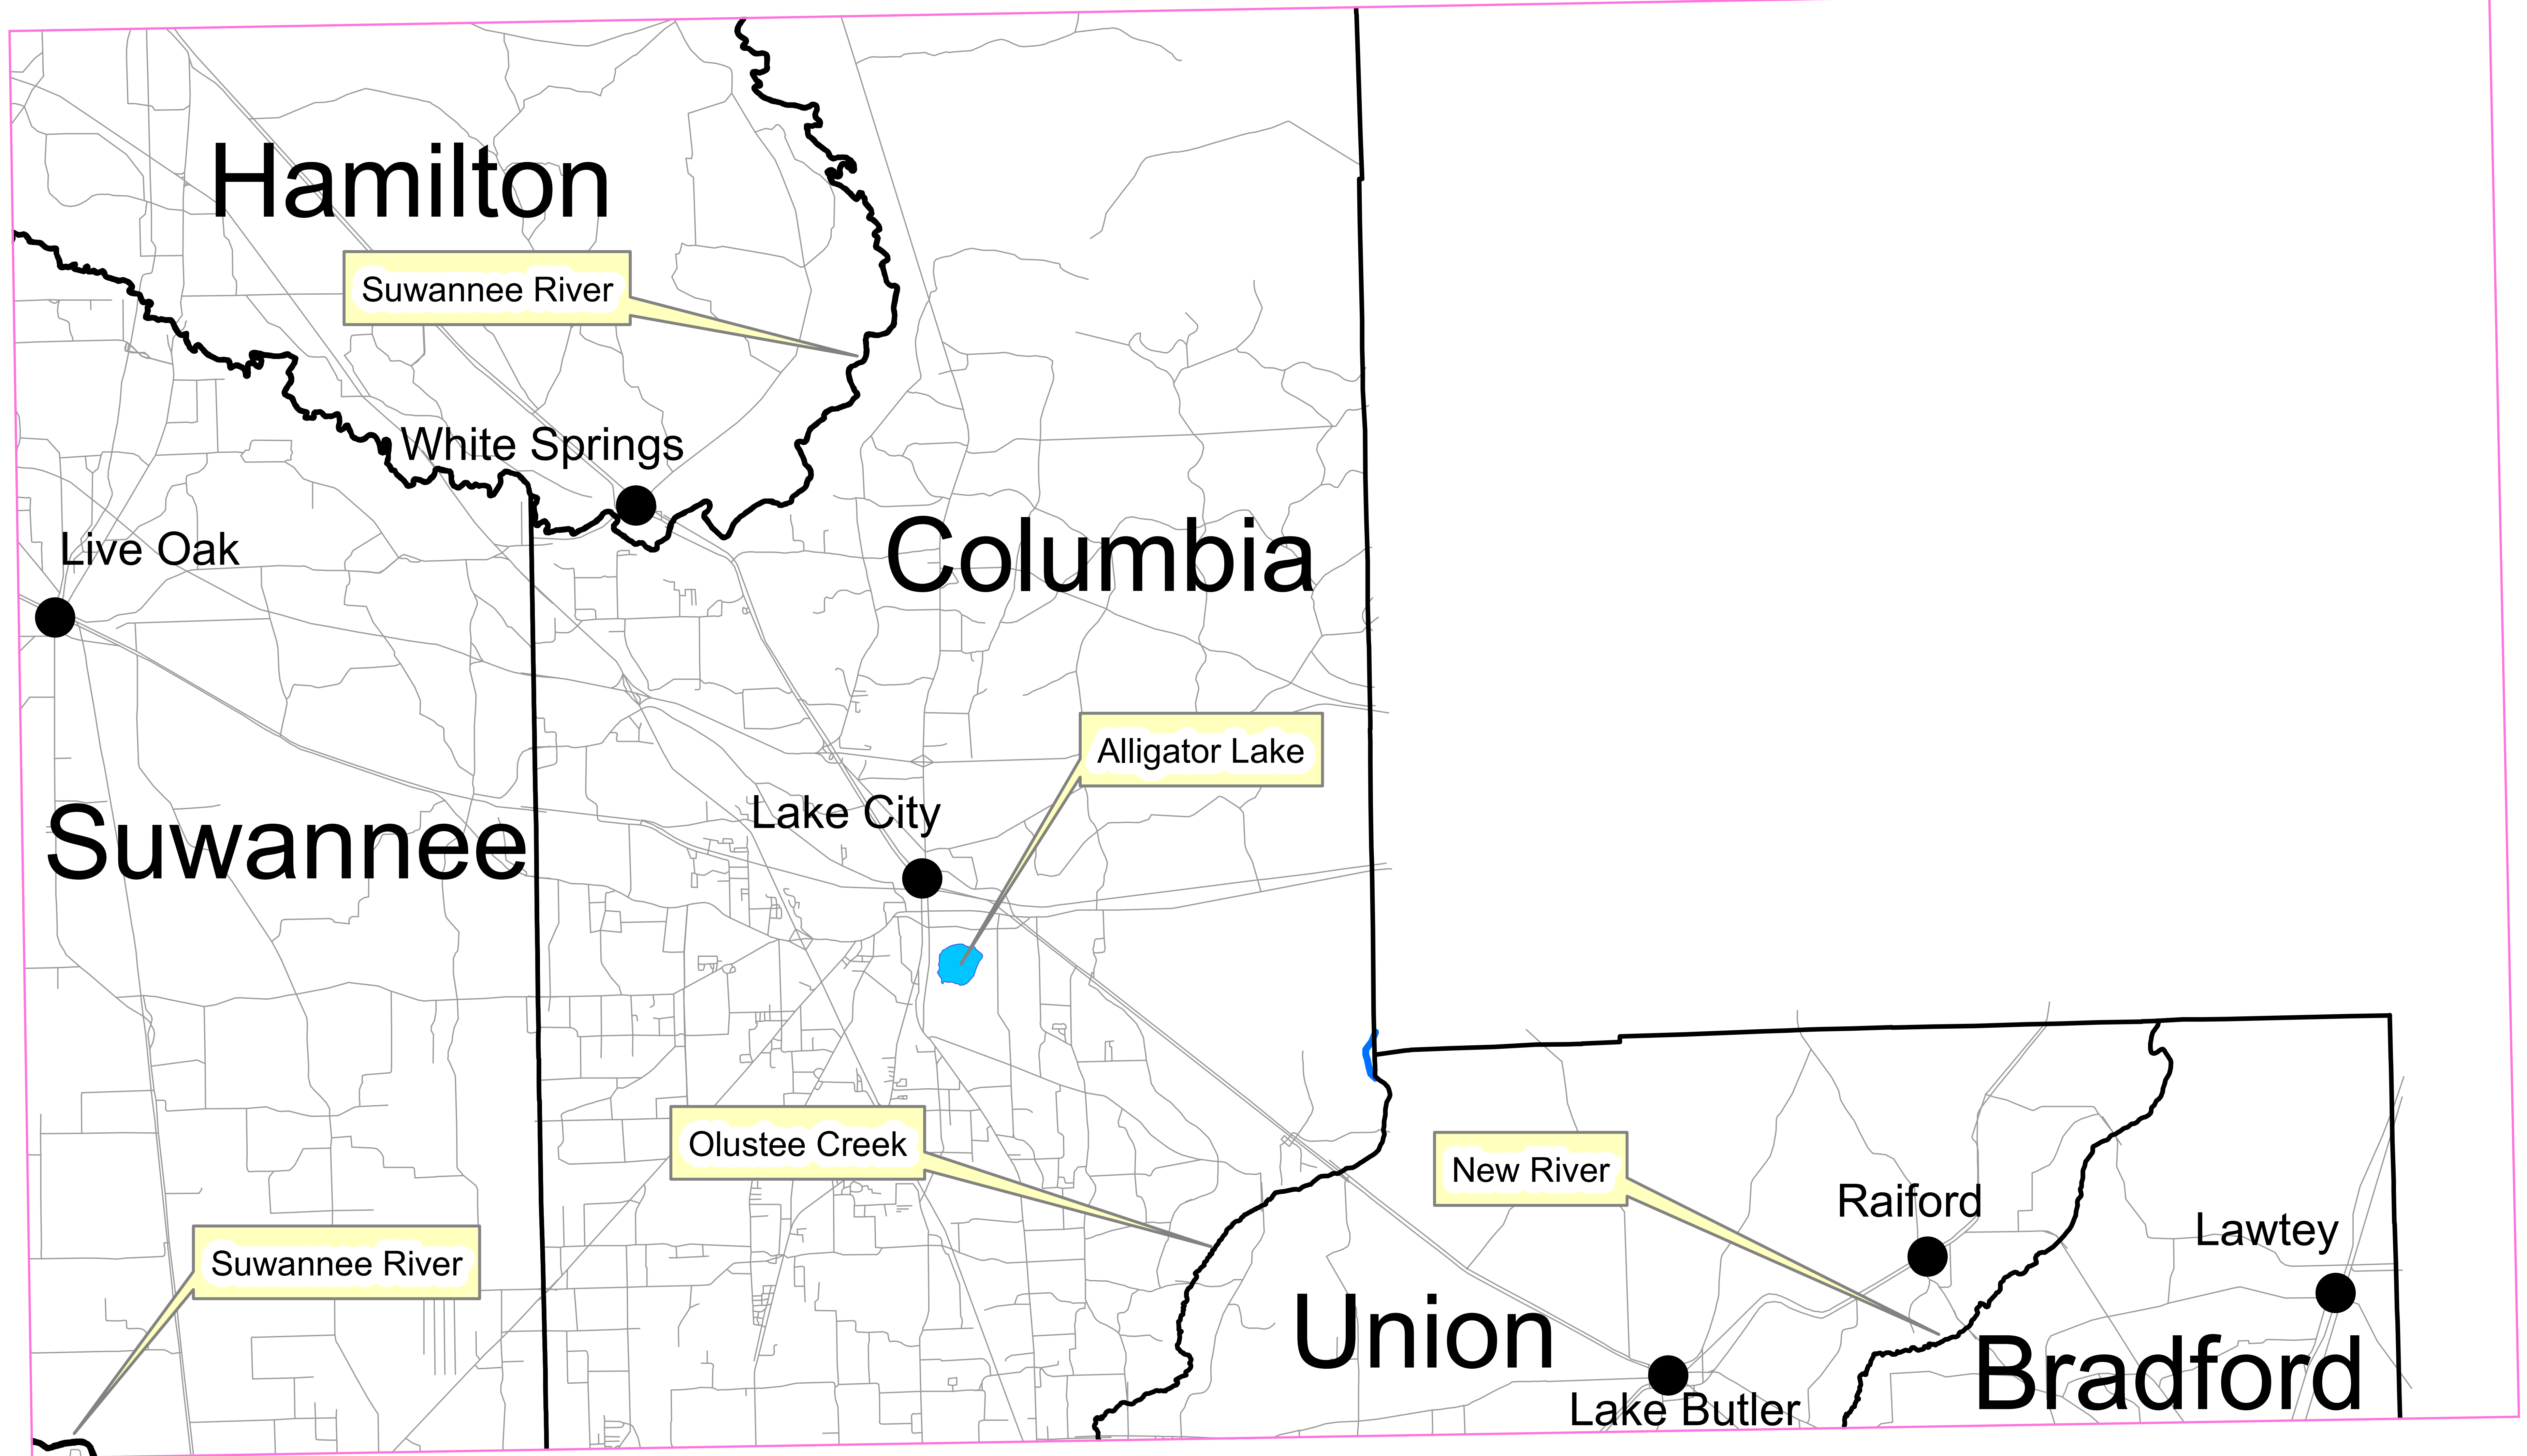 Hamilton
Suwannee River
White Springs
Live Oak
Columbia
Alligator Lake
Lake City
Suwannee
Olustee Creek
New River
Raiford
Lawtey
Suwannee River
Union
Bradford
Lake Butler